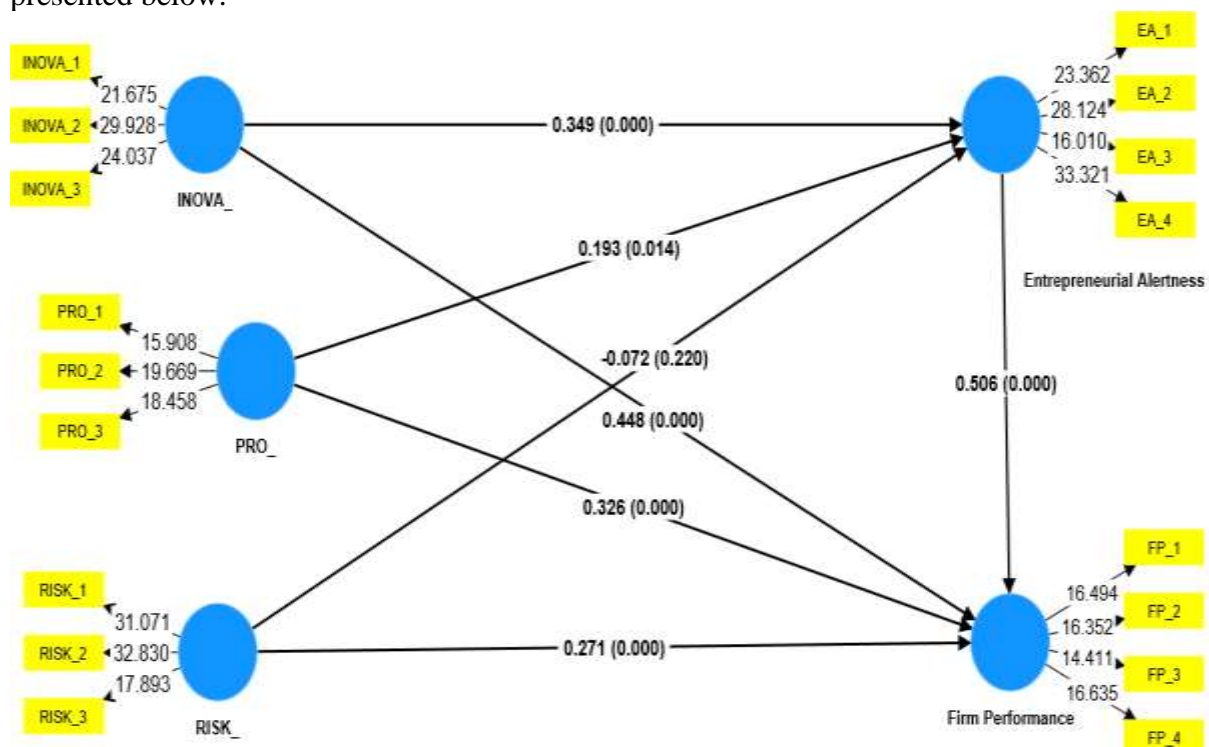 presented below.
INOVA_1
21.675
INOVA_2
29.928
24.037
INOVA_3
INOVA_
EA_1
23.362
EA_2
28.124
16.010
EA_3
33.321
EA_4
Entrepreneurial Alertness
0.349 (0.000)
0.193 (0.014)
PRO_1
15.908
PRO_2
19.669
18.458
PRO_3
PRO_
-0.072 (0.220)
0.448 (0.000)
0.506 (0.000)
0.326 (0.000)
RISK_1
31.071
RISK_2
32.830
17.893
RISK_3
RISK_
0.271 (0.000)
FP_1
16.494
FP_2
16.352
14.411
FP_3
16.635
FP_4
Firm Performance